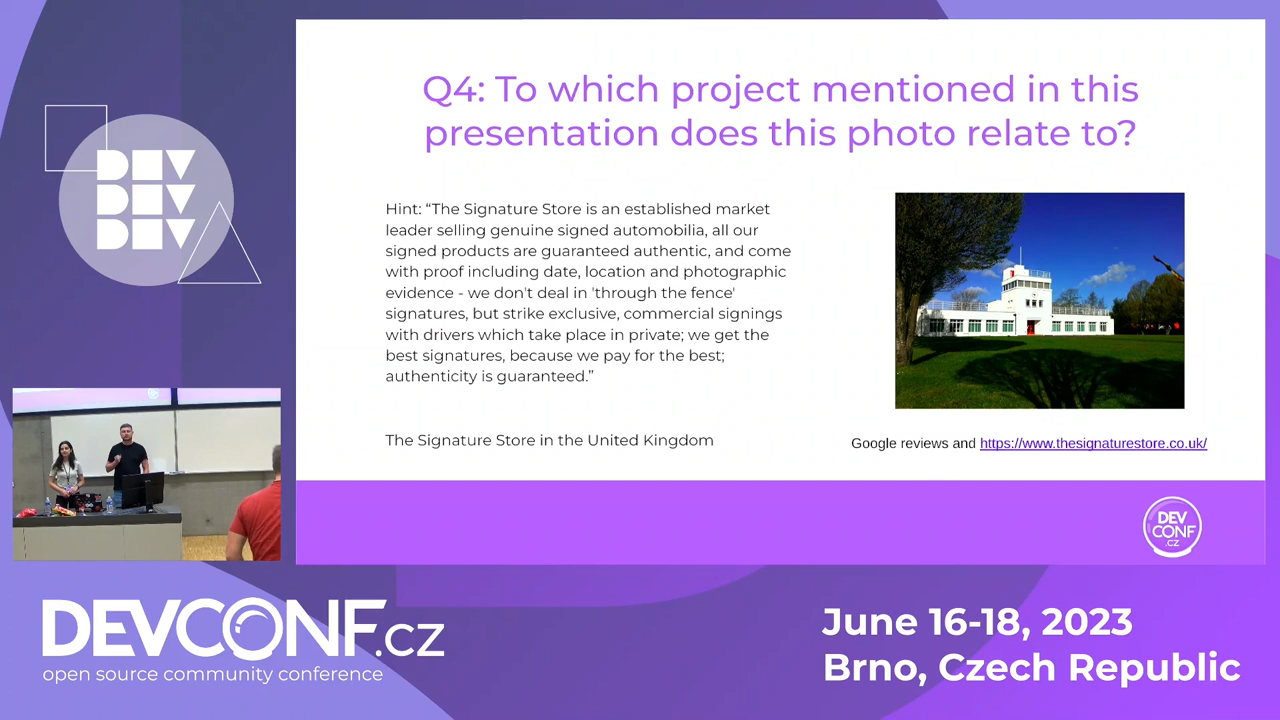 Q4: To which project mentioned in this
presentation does this photo relate to?
Hint: “The Signature Store is an established market
leader selling genuine signed automobilia, all our
signed products are guaranteed authentic, and come
with proof including date, location and photographic
evidence - we don't deal in 'through the fence'
signatures, but strike exclusive, commercial signings
with drivers which take place in private; we get the
best signatures, because we pay for the best;
authenticity is guaranteed.”
The Signature Store in the United Kingdom
Google reviews and https://www.thesignaturestore.co.uk/
DEV
CONF
.CZ
DEV
DEV
DEV
DEVCONF.cz
open source community conference
June 16-18, 2023
Brno, Czech Republic